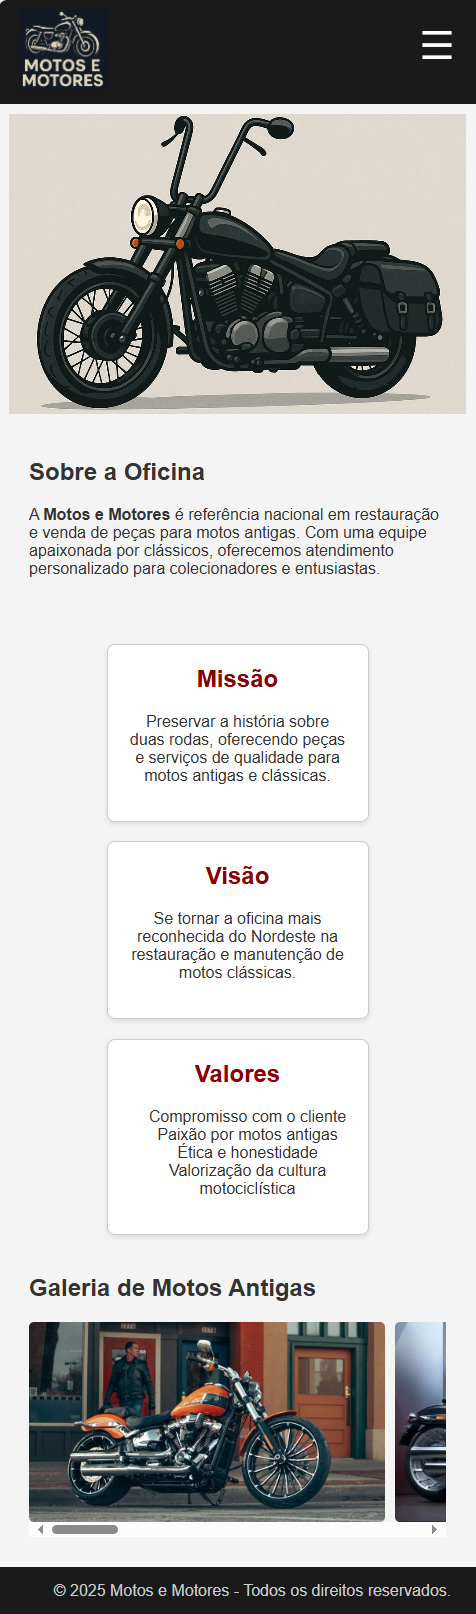 MOTOS E
MOTORES
Sobre a Oficina
A Motos e Motores é referência nacional em restauração
e venda de peças para motos antigas. Com uma equipe
apaixonada por clássicos, oferecemos atendimento
personalizado para colecionadores e entusiastas.
Missão
Preservar a história sobre
duas rodas, oferecendo peças
e serviços de qualidade para
motos antigas e clássicas.
Visão
Se tornar a oficina mais
reconhecida do Nordeste na
restauração e manutenção de
motos clássicas.
Valores
Compromisso com o cliente
Paixão por motos antigas
Ética e honestidade
Valorização da cultura
motociclística
Galeria de Motos Antigas
© 2025 Motos e Motores - Todos os direitos reservados.